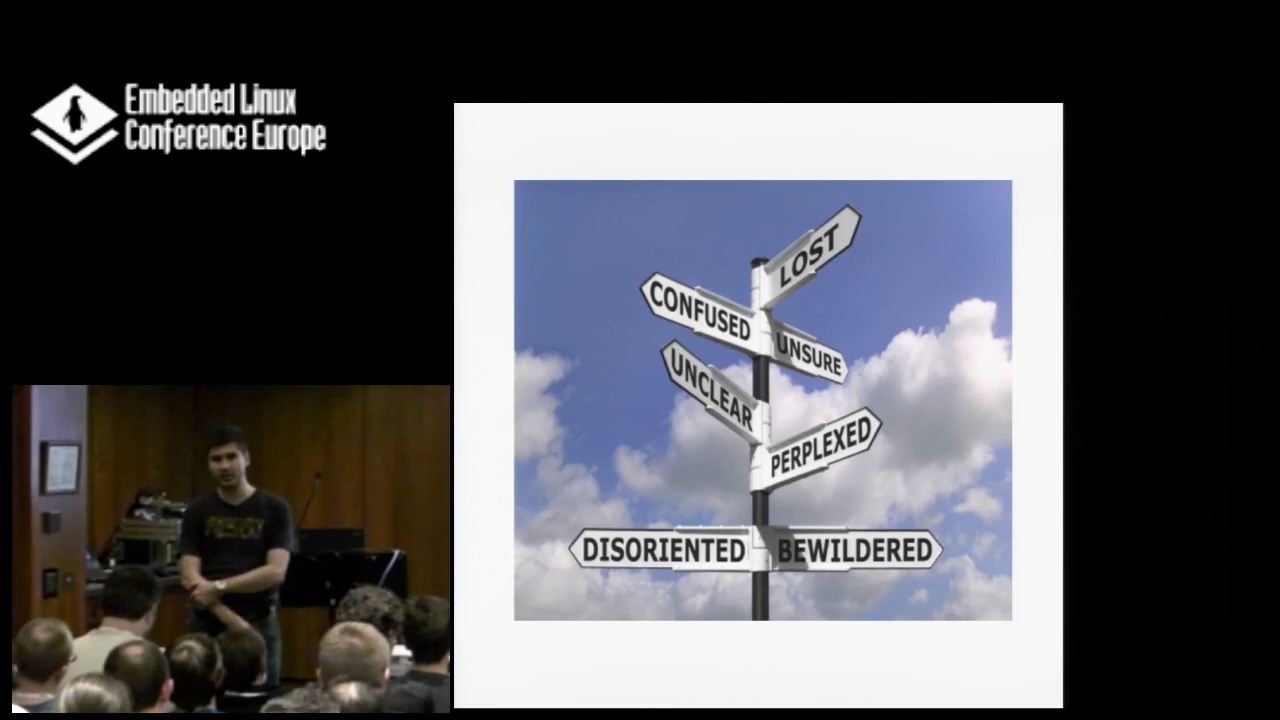 Embedded Linux
Conference Europe
LOST
CONFUSED
UNSURE
UNCLEAR
PERPLEXED
DISORIENTED
BEWILDERED